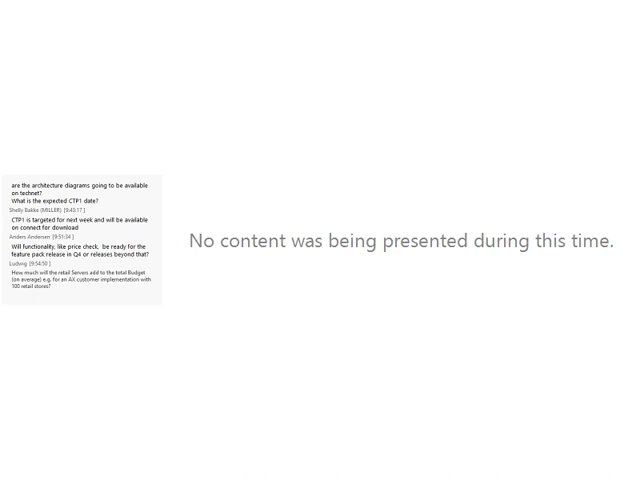 are the architecture diagrams going to be available
on technet?
What is the expected CTP1 date?
Shelly Bakke (MILLER) [9:45:17 ]
CTP1 is targeted for next week and will be available
on connect for download
Anders Andersen [9:51:34 ]
Will functionality, like price check,  be ready for the
feature pack release in Q4 or releases beyond that?
Ludwig [9:54:50 ]
How much will the retail Servers add to the total Budget
(on average) e.g. for an AX customer implementation with
100 retail stores?
No content was being presented during this time.